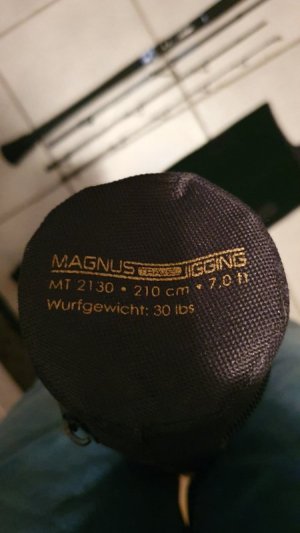 MAGNUS TRAVEL JIGGING
MT 2130 • 210 cm • 7,0 ft
Wurfgewicht: 30 lbs